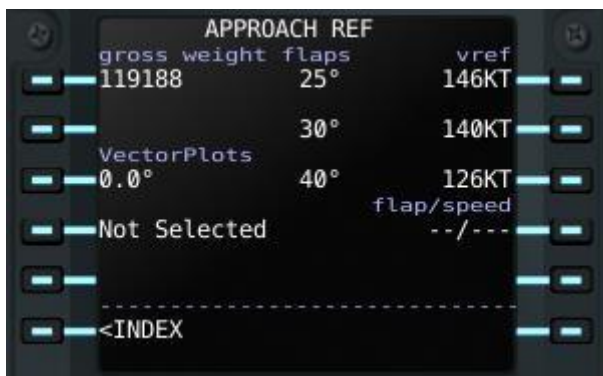 APPROACH REF
gross weight flaps vref
119188 25° 146KT
30° 140KT
VectorPlots
0.0° 40° 126KT
flap/speed
Not Selected --/---
<INDEX